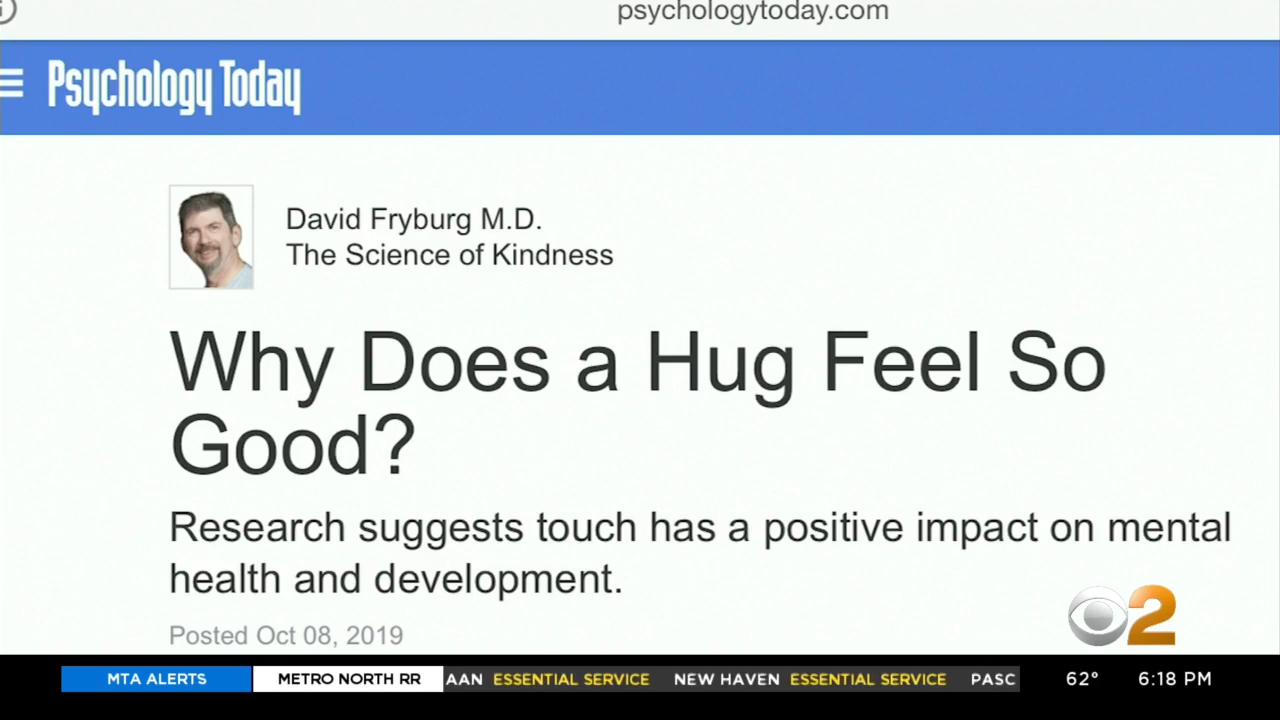 psychologytoday.com
Psychology Today
David Fryburg M.D.
The Science of Kindness
Why Does a Hug Feel So
Good?
Research suggests touch has a positive impact on mental
health and development.
Posted Oct 08, 2019
2
MTA ALERTS METRO NORTH RR AAN ESSENTIAL SERVICE NEW HAVEN ESSENTIAL SERVICE PASC 62° 6:18 PM